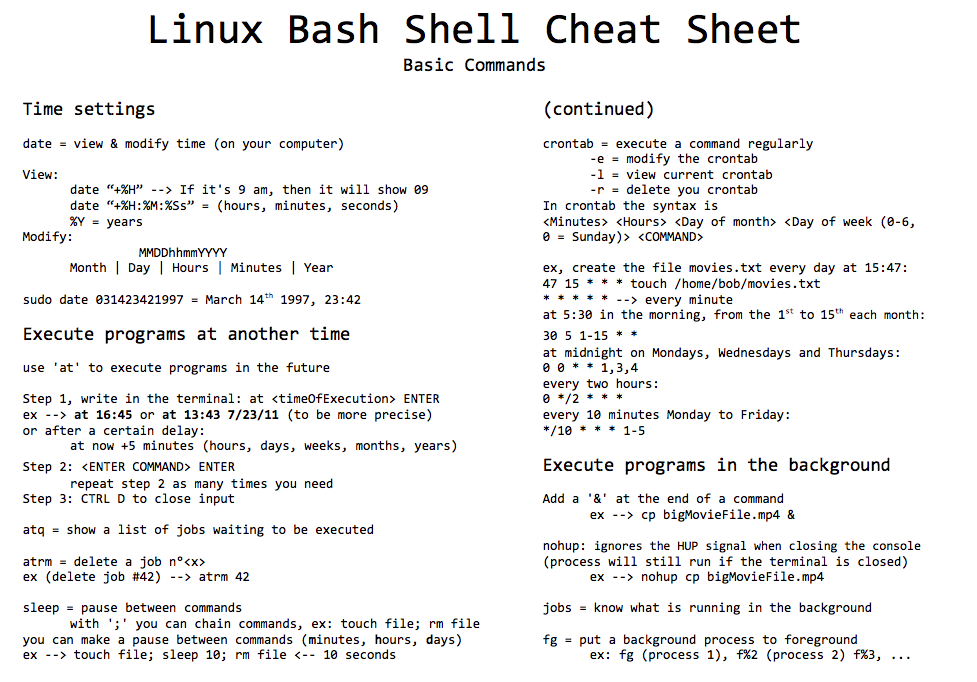 Linux Bash Shell Cheat Sheet
Basic Commands
Time settings
date = view & modify time (on your computer)
View:
date “+%H” --> If it's 9 am, then it will show 09
date “+%H:%M:%Ss” = (hours, minutes, seconds)
%Y = years
Modify:
MMDDhhmmYYYY
Month | Day | Hours | Minutes | Year
sudo date 031423421997 = March 14th 1997, 23:42
Execute programs at another time
use 'at' to execute programs in the future
Step 1, write in the terminal: at <timeOfExecution> ENTER
ex --> at 16:45 or at 13:43 7/23/11 (to be more precise)
or after a certain delay:
at now +5 minutes (hours, days, weeks, months, years)
Step 2: <ENTER COMMAND> ENTER
repeat step 2 as many times you need
Step 3: CTRL D to close input
atq = show a list of jobs waiting to be executed
atrm = delete a job n°<x>
ex (delete job #42) --> atrm 42
sleep = pause between commands
with ';' you can chain commands, ex: touch file; rm file
you can make a pause between commands (minutes, hours, days)
ex --> touch file; sleep 10; rm file <-- 10 seconds
(continued)
crontab = execute a command regularly
-e = modify the crontab
-l = view current crontab
-r = delete you crontab
In crontab the syntax is
<Minutes> <Hours> <Day of month> <Day of week (0-6,
0 = Sunday)> <COMMAND>
ex, create the file movies.txt every day at 15:47:
47 15 * * * touch /home/bob/movies.txt
* * * * * --> every minute
at 5:30 in the morning, from the 1st to 15th each month:
30 5 1-15 * *
at midnight on Mondays, Wednesdays and Thursdays:
0 0 * * 1,3,4
every two hours:
0 */2 * * *
every 10 minutes Monday to Friday:
*/10 * * * 1-5
Execute programs in the background
Add a '&' at the end of a command
ex --> cp bigMovieFile.mp4 &
nohup: ignores the HUP signal when closing the console
(process will still run if the terminal is closed)
ex --> nohup cp bigMovieFile.mp4
jobs = know what is running in the background
fg = put a background process to foreground
ex: fg (process 1), f%2 (process 2) f%3, ...